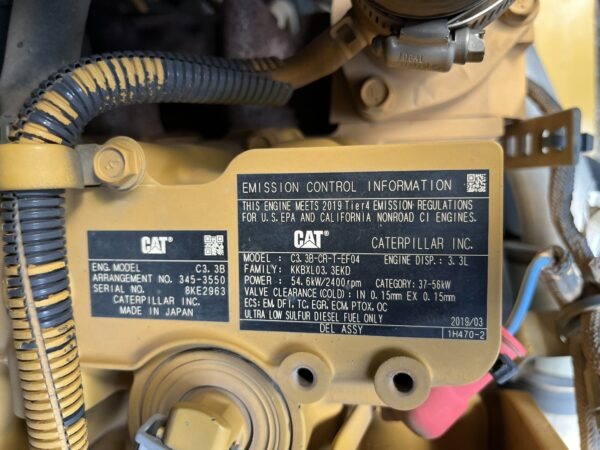 IDEAL
EMISSION CONTROL INFORMATION
THIS ENGINE MEETS 2019 Tier4 EMISSION REGULATIONS
FOR U.S. EPA AND CALIFORNIA NONROAD CI ENGINES.
CAT® CATERPILLAR INC.
MODEL : C3.3B-CR-T-EF04 ENGINE DISP.: 3.3L
FAMILY: KKBXL03.3EKD
POWER : 54.6kW/2400rpm CATEGORY: 37-56kW
VALVE CLEARANCE (COLD) : IN 0.15mm EX 0.15mm
ECS: EM, DFI, TC, EGR, ECM, PTOX, OC
ULTRA LOW SULFUR DIESEL FUEL ONLY 2019/03
DEL ASSY 1H470-2
CAT®
ENG. MODEL C3.3B
ARRANGEMENT NO. 345-3550
SERIAL NO. 8KE2963
CATERPILLAR INC.
MADE IN JAPAN